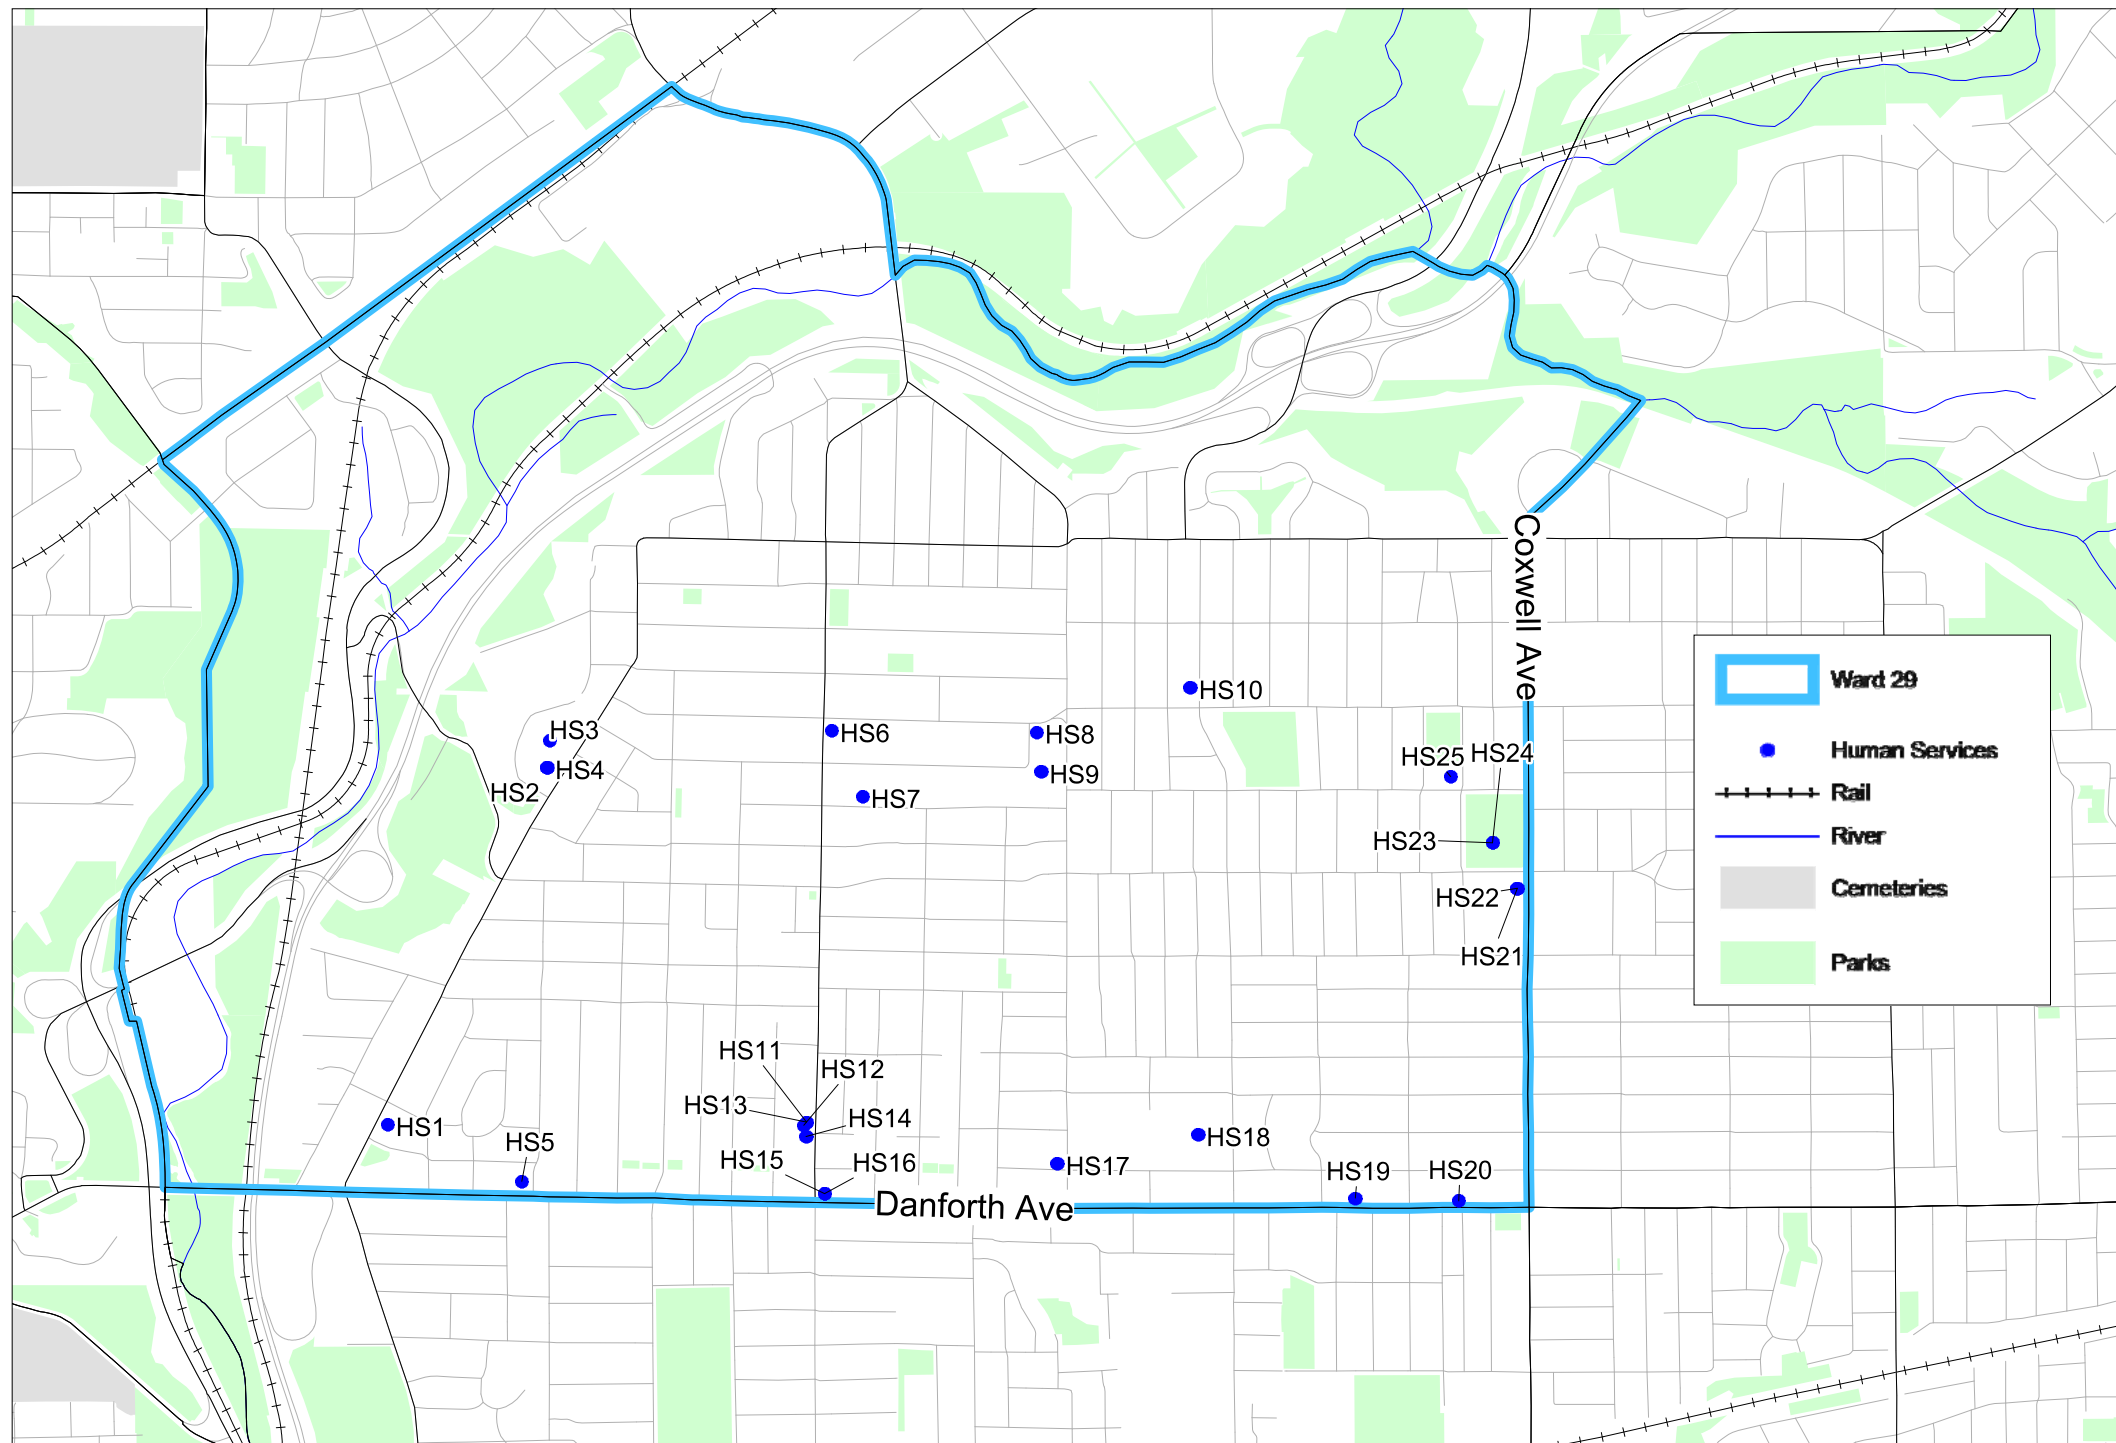 Coxwell Ave
Ward 29
Human Services
Rail
River
Cemeteries
Parks
HS10
HS3
HS6
HS8
HS25
HS24
HS4
HS9
HS2
HS7
HS23
HS22
HS21
HS11
HS12
HS13
HS14
HS1
HS5
HS15
HS16
HS17
HS18
HS19
HS20
Danforth Ave